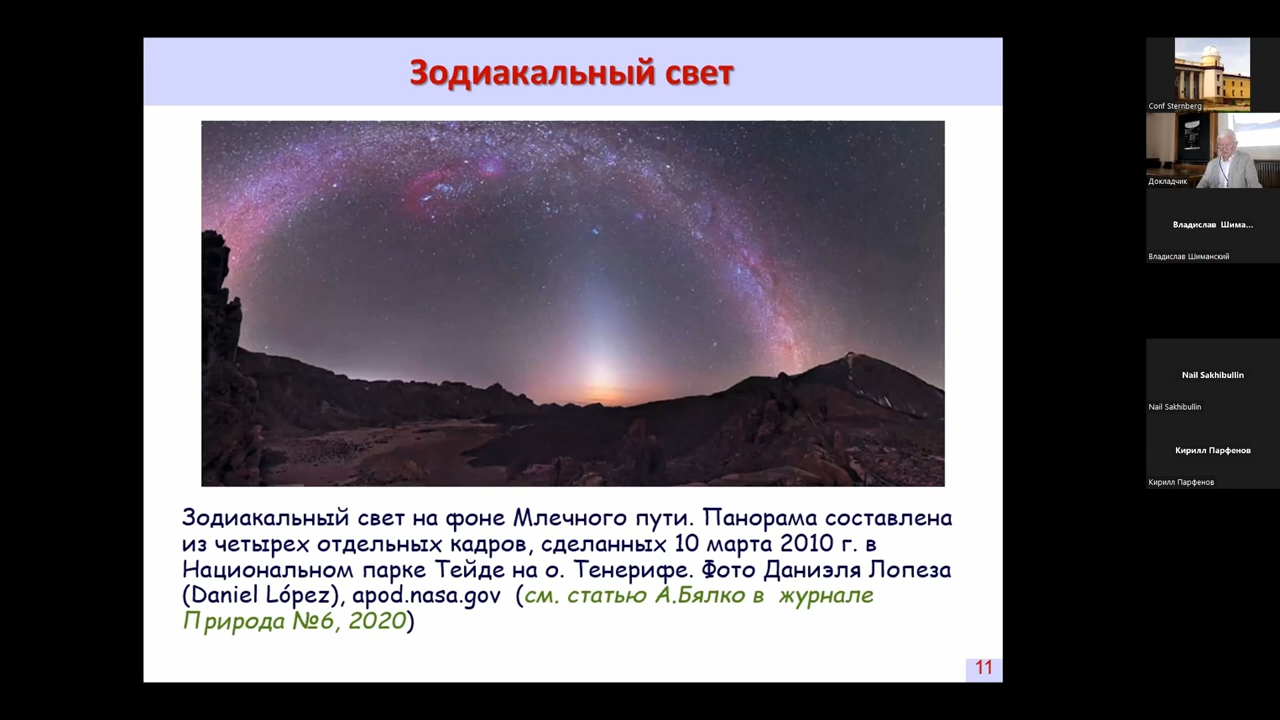 Зодиакальный свет
Зодиакальный свет на фоне Млечного пути. Панорама составлена
из четырех отдельных кадров, сделанных 10 марта 2010 г. в
Национальном парке Тейде на о. Тенерифе. Фото Даниэля Лопеза
(Daniel López), apod.nasa.gov (см. статью А.Бялко в журнале
Природа №6, 2020)
11
Conf Sternberg
Докладчик
Владислав Шима...
Владислав Шиманский
Nail Sakhibullin
Nail Sakhibullin
Кирилл Парфенов
Кирилл Парфенов